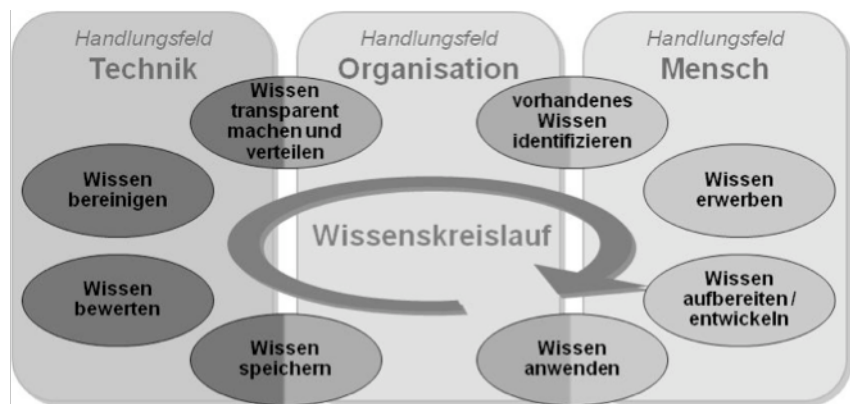 Handlungsfeld
Technik
Handlungsfeld
Organisation
Handlungsfeld
Mensch
Wissen
transparent
machen und
verteilen
vorhandenes
Wissen
identifizieren
Wissen
bereinigen
Wissen
erwerben
Wissenskreislauf
Wissen
bewerten
Wissen
aufbereiten /
entwickeln
Wissen
speichern
Wissen
anwenden